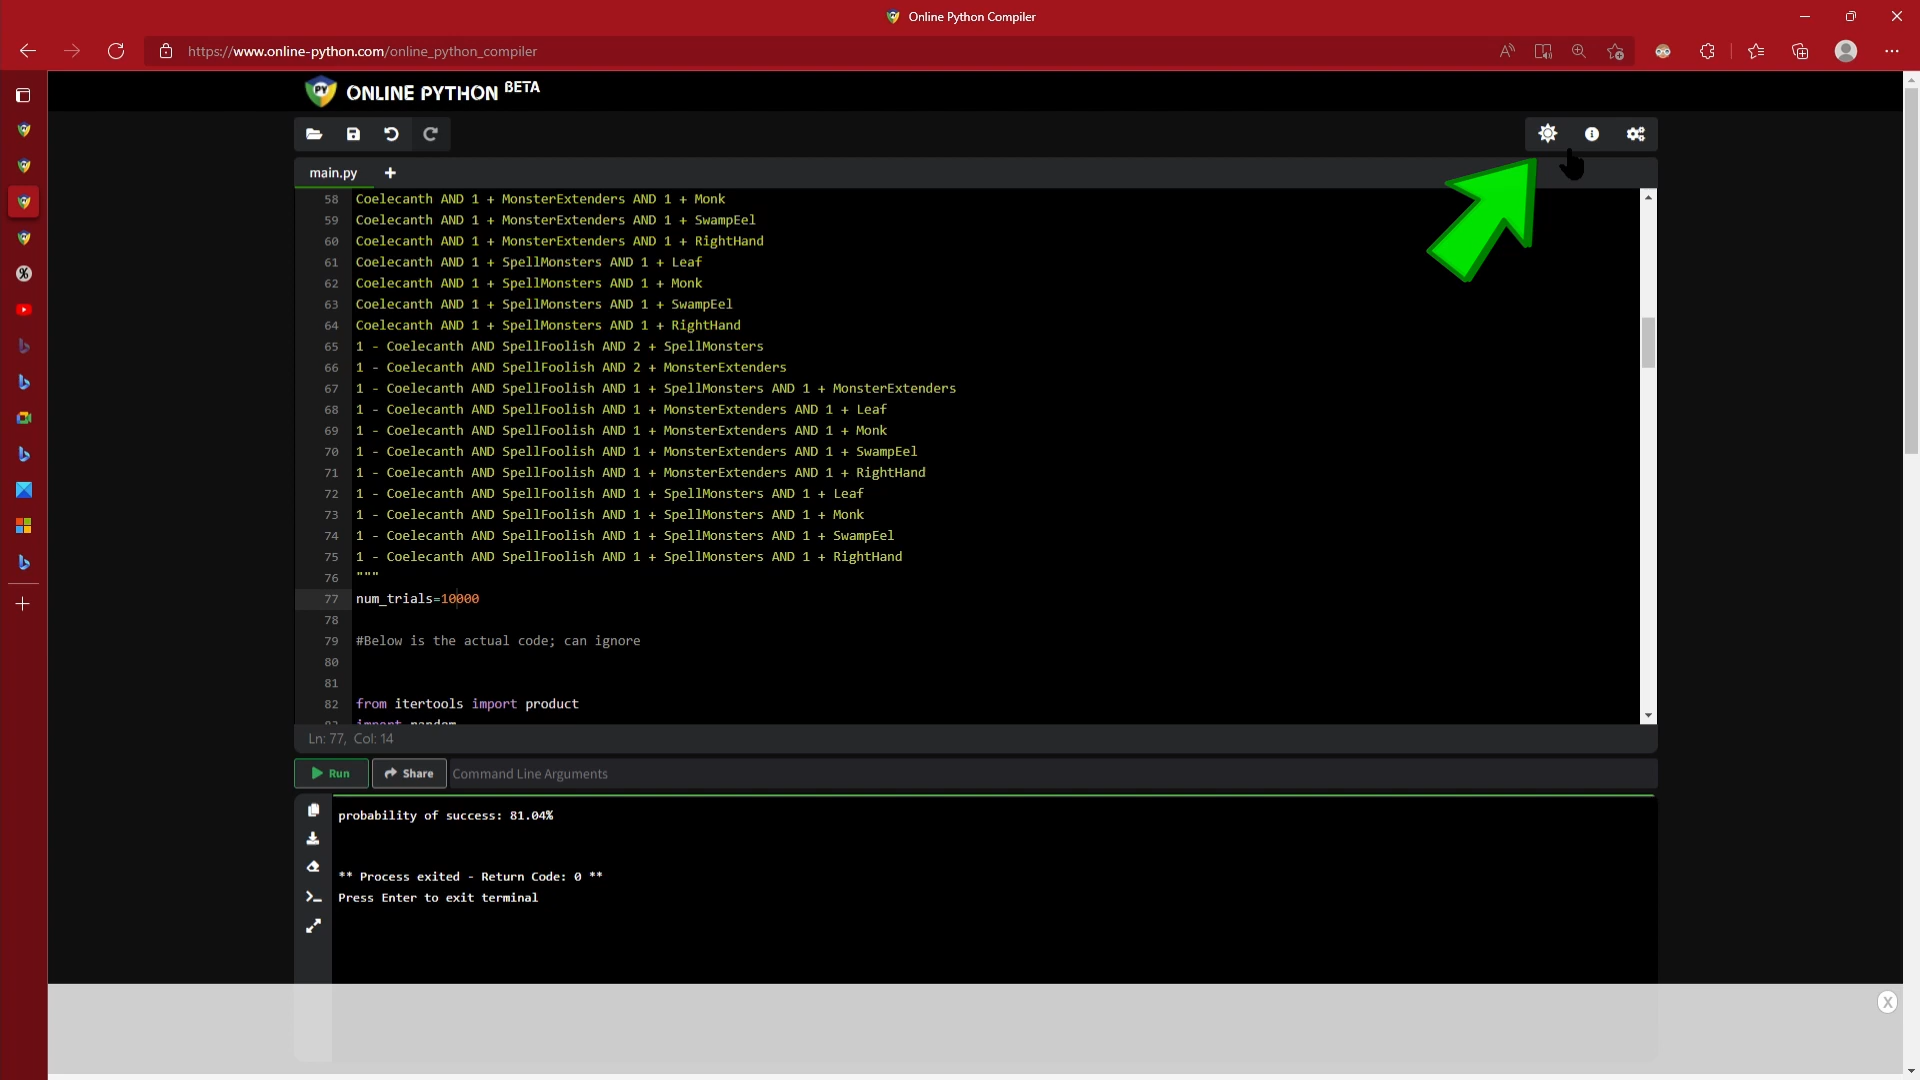 Online Python Compiler
https://www.online-python.com/online_python_compiler
PY ONLINE PYTHON BETA
main.py +
58 Coelecanth AND 1 + MonsterExtenders AND 1 + Monk
59 Coelecanth AND 1 + MonsterExtenders AND 1 + SwampEel
60 Coelecanth AND 1 + MonsterExtenders AND 1 + RightHand
61 Coelecanth AND 1 + SpellMonsters AND 1 + Leaf
62 Coelecanth AND 1 + SpellMonsters AND 1 + Monk
63 Coelecanth AND 1 + SpellMonsters AND 1 + SwampEel
64 Coelecanth AND 1 + SpellMonsters AND 1 + RightHand
65 1 - Coelecanth AND SpellFoolish AND 2 + SpellMonsters
66 1 - Coelecanth AND SpellFoolish AND 2 + MonsterExtenders
67 1 - Coelecanth AND SpellFoolish AND 1 + SpellMonsters AND 1 + MonsterExtenders
68 1 - Coelecanth AND SpellFoolish AND 1 + MonsterExtenders AND 1 + Leaf
69 1 - Coelecanth AND SpellFoolish AND 1 + MonsterExtenders AND 1 + Monk
70 1 - Coelecanth AND SpellFoolish AND 1 + MonsterExtenders AND 1 + SwampEel
71 1 - Coelecanth AND SpellFoolish AND 1 + MonsterExtenders AND 1 + RightHand
72 1 - Coelecanth AND SpellFoolish AND 1 + SpellMonsters AND 1 + Leaf
73 1 - Coelecanth AND SpellFoolish AND 1 + SpellMonsters AND 1 + Monk
74 1 - Coelecanth AND SpellFoolish AND 1 + SpellMonsters AND 1 + SwampEel
75 1 - Coelecanth AND SpellFoolish AND 1 + SpellMonsters AND 1 + RightHand
76 """
77 num_trials=10000
78
79 #Below is the actual code; can ignore
80
81
82 from itertools import product
83 import random
Ln: 77, Col: 14
Run Share Command Line Arguments
probability of success: 81.04%
** Process exited - Return Code: 0 **
Press Enter to exit terminal
X